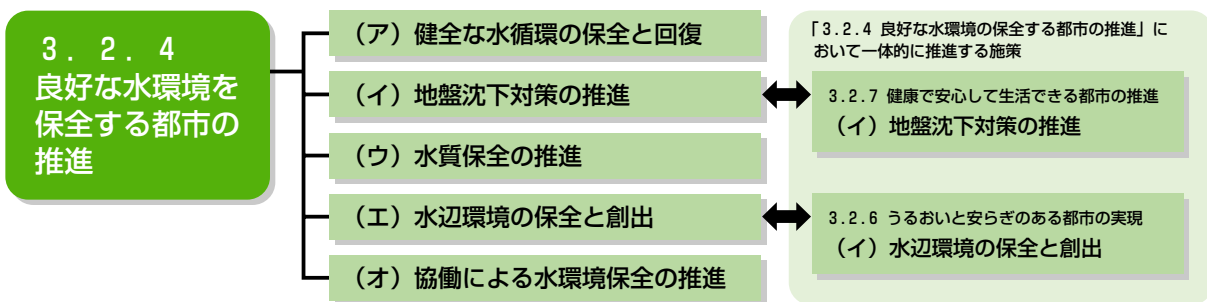 3.2.4
良好な水環境を
保全する都市の
推進
（ア）健全な水循環の保全と回復
（イ）地盤沈下対策の推進
（ウ）水質保全の推進
（エ）水辺環境の保全と創出
（オ）協働による水環境保全の推進
「3.2.4 良好な水環境の保全する都市の推進」に
おいて一体的に推進する施策
3.2.7 健康で安心して生活できる都市の推進
（イ）地盤沈下対策の推進
3.2.6 うるおいと安らぎのある都市の実現
（イ）水辺環境の保全と創出